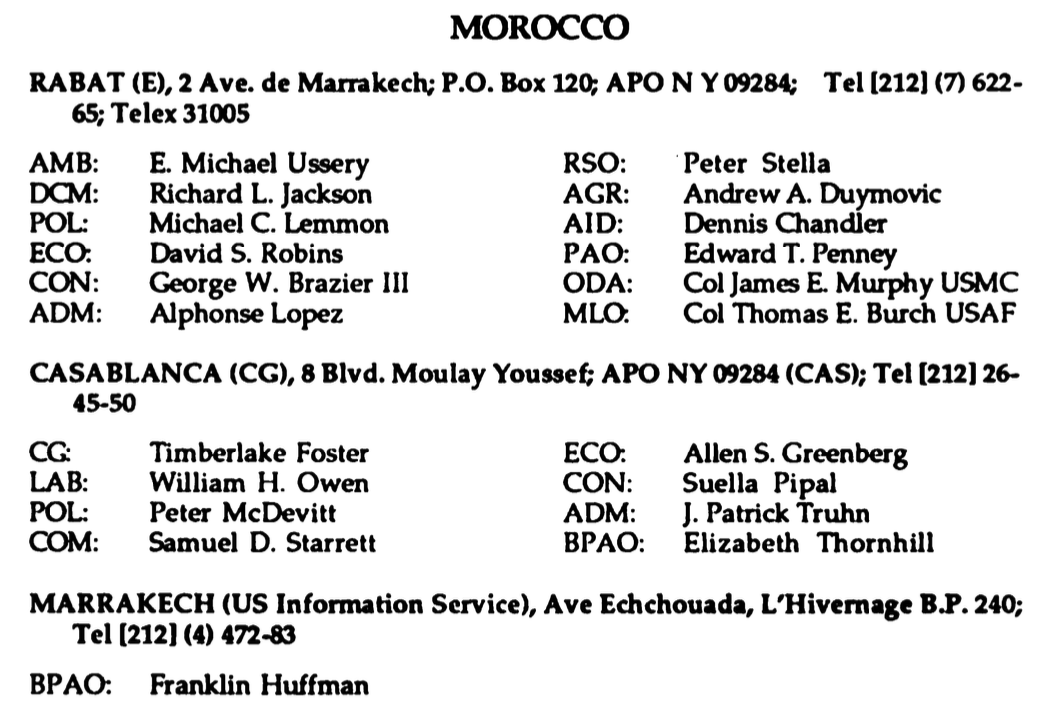 MOROCCO
RABAT (E), 2 Ave. de Marrakech; P.O. Box 120; APO N Y 09284; Tel [212] (7) 622-
65; Telex 31005
AMB: E. Michael Ussery RSO: Peter Stella
DCM: Richard L. Jackson AGR: Andrew A. Duymovic
POL: Michael C. Lemmon AID: Dennis Chandler
ECO: David S. Robins PAO: Edward T. Penney
CON: George W. Brazier III ODA: Col James E. Murphy USMC
ADM: Alphonse Lopez MLO: Col Thomas E. Burch USAF
CASABLANCA (CG), 8 Blvd. Moulay Youssef; APO NY 09284 (CAS); Tel [212] 26-
45-50
CG: Timberlake Foster ECO: Allen S. Greenberg
LAB: William H. Owen CON: Suella Pipal
POL: Peter McDevitt ADM: J. Patrick Truhn
COM: Samuel D. Starrett BPAO: Elizabeth Thornhill
MARRAKECH (US Information Service), Ave Echchouada, L'Hivernage B.P. 240;
Tel [212] (4) 472-83
BPAO: Franklin Huffman